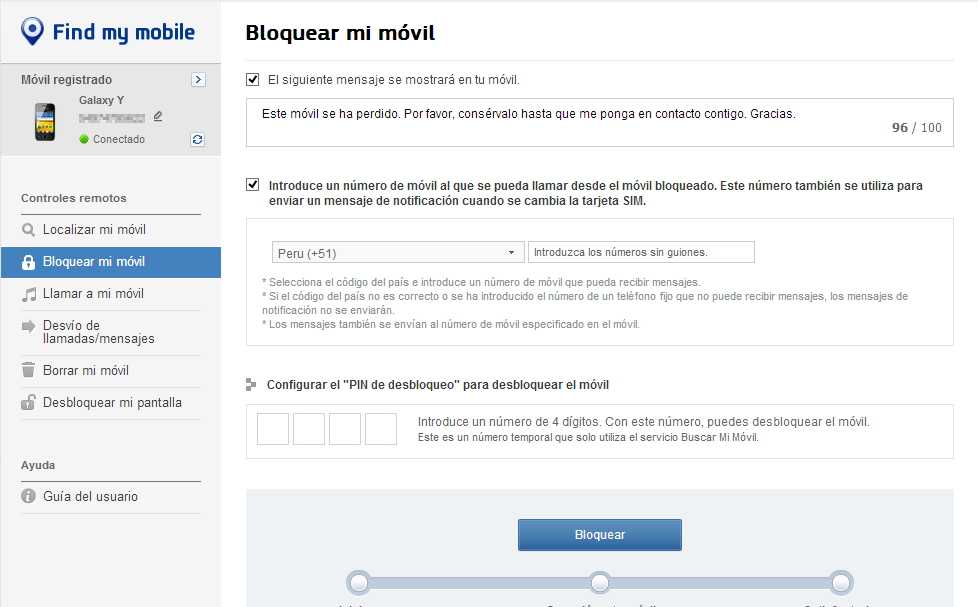 Find my mobile
Móvil registrado
Galaxy Y
Conectado
Controles remotos
Localizar mi móvil
Bloquear mi móvil
Llamar a mi móvil
Desvío de
llamadas/mensajes
Borrar mi móvil
Desbloquear mi pantalla
Ayuda
Guía del usuario
Bloquear mi móvil
El siguiente mensaje se mostrará en tu móvil.
Este móvil se ha perdido. Por favor, consérvalo hasta que me ponga en contacto contigo. Gracias.
96 / 100
Introduce un número de móvil al que se pueda llamar desde el móvil bloqueado. Este número también se utiliza para
enviar un mensaje de notificación cuando se cambia la tarjeta SIM.
Peru (+51)
Introduzca los números sin guiones.
* Selecciona el código del país e introduce un número de móvil que pueda recibir mensajes.
* Si el código del país no es correcto o se ha introducido el número de un teléfono fijo que no puede recibir mensajes, los mensajes de
notificación no se enviarán.
* Los mensajes también se envían al número de móvil especificado en el móvil.
Configurar el "PIN de desbloqueo" para desbloquear el móvil
Introduce un número de 4 dígitos. Con este número, puedes desbloquear el móvil.
Este es un número temporal que solo utiliza el servicio Buscar Mi Móvil.
Bloquear